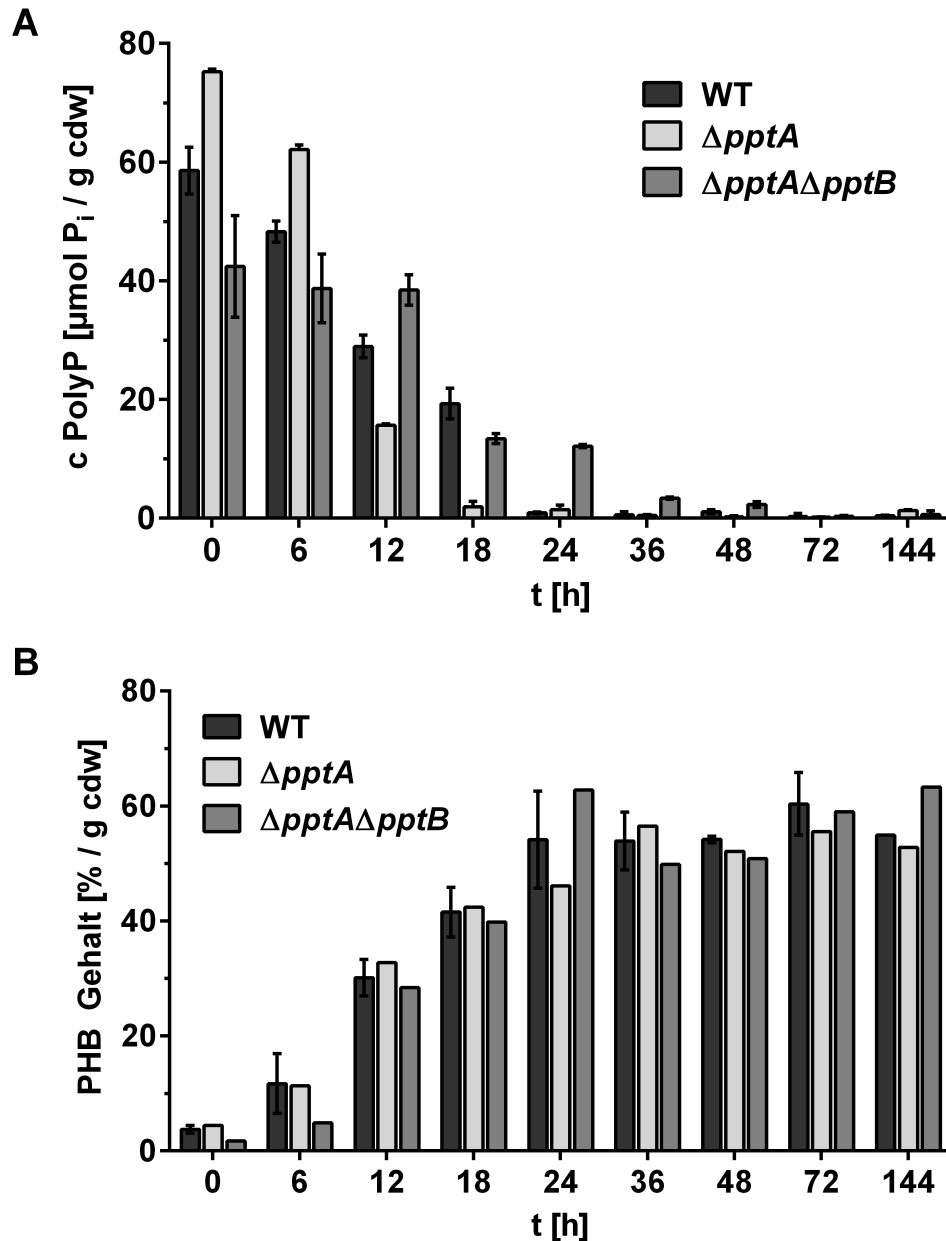 A
80
60
40
20
0
c PolyP [µmol Pi / g cdw]
WT
ΔpptA
ΔpptAΔpptB
0 6 12 18 24 36 48 72 144
t [h]
B
80
60
40
20
0
PHB Gehalt [% / g cdw]
WT
ΔpptA
ΔpptAΔpptB
0 6 12 18 24 36 48 72 144
t [h]